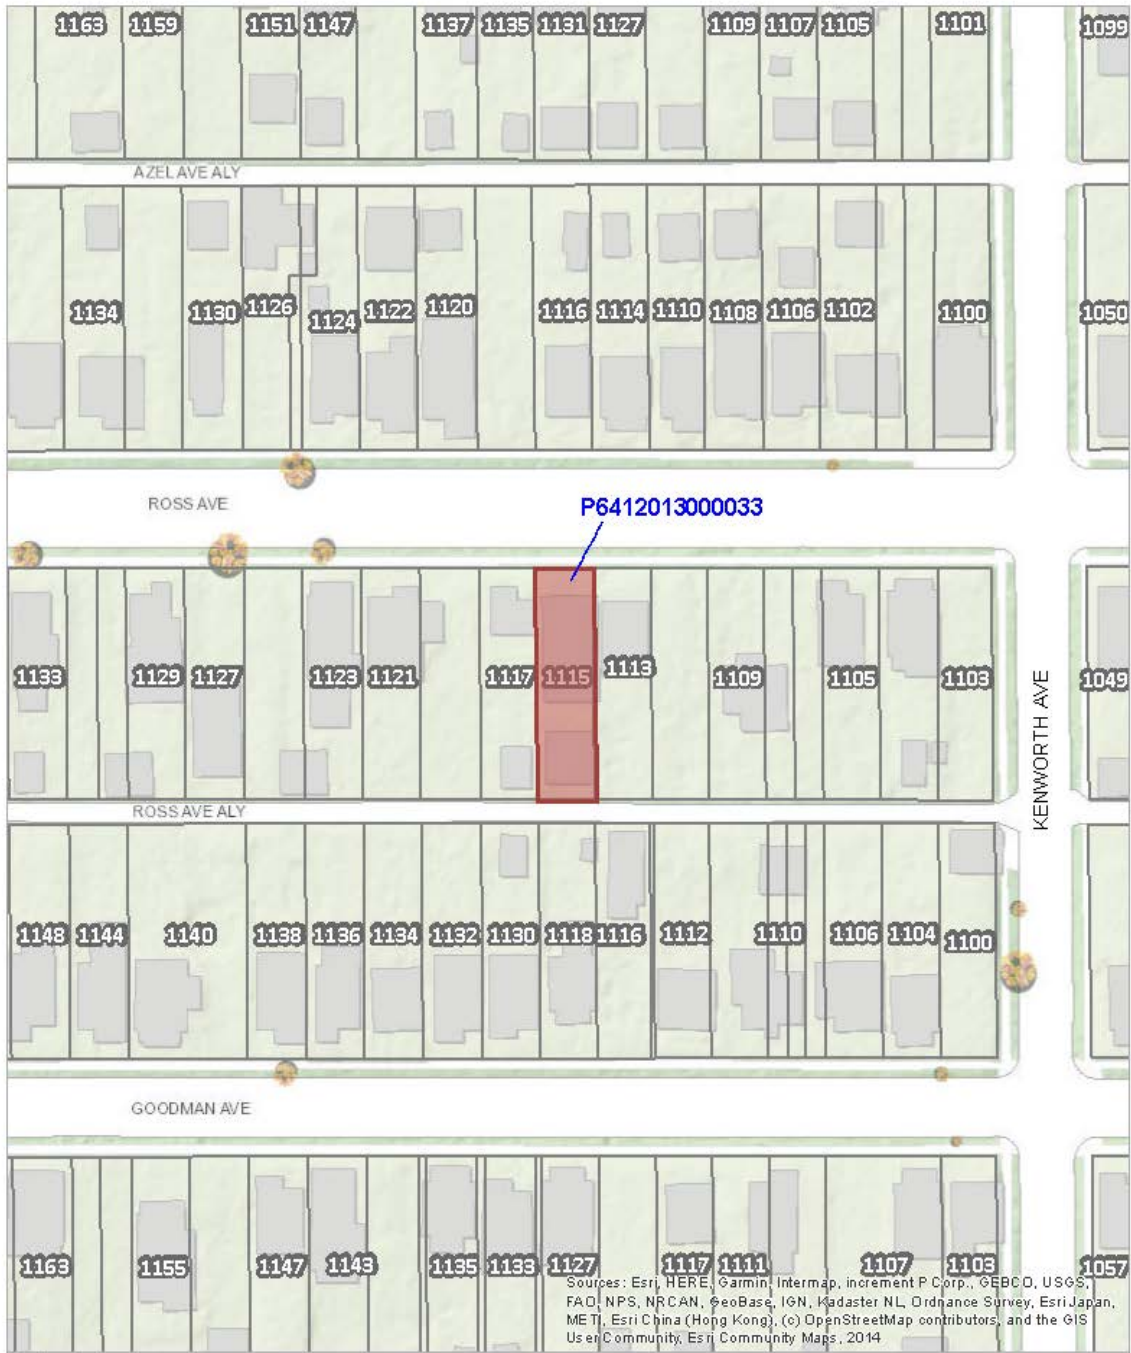 1163 1159 1151 1147 1137 1135 1131 1127 1109 1107 1105 1101 1099
AZEL AVE ALY
1134 1130 1126 1124 1122 1120 1116 1114 1110 1108 1106 1102 1100 1050
ROSS AVE
P6412013000033
1133 1129 1127 1123 1121 1117 1115 1113 1109 1105 1103 1049
KENWORTH AVE
ROSS AVE ALY
1148 1144 1140 1138 1136 1134 1132 1130 1118 1116 1112 1110 1106 1104 1100
GOODMAN AVE
1163 1155 1147 1143 1135 1133 1127 1117 1111 1107 1103 1057
Sources: Esri, HERE, Garmin, Intermap, increment P Corp., GEBCO, USGS,
FAO, NPS, NRCAN, GeoBase, IGN, Kadaster NL, Ordnance Survey, Esri Japan,
METI, Esri China (Hong Kong), (c) OpenStreetMap contributors, and the GIS
User Community, Esri Community Maps, 2014